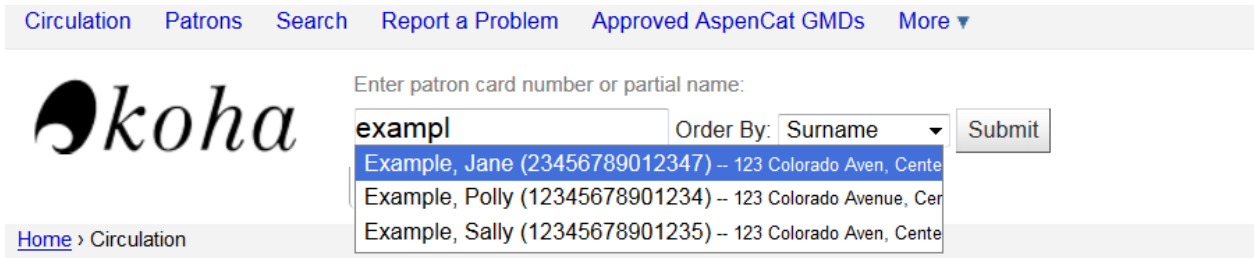 Circulation Patrons Search Report a Problem Approved AspenCat GMDs More ▼
koha
Enter patron card number or partial name:
exampl Order By: Surname Submit
Example, Jane (23456789012347) -- 123 Colorado Aven, Cente
Example, Polly (12345678901234) -- 123 Colorado Avenue, Cer
Example, Sally (12345678901235) -- 123 Colorado Aven, Cente
Home › Circulation